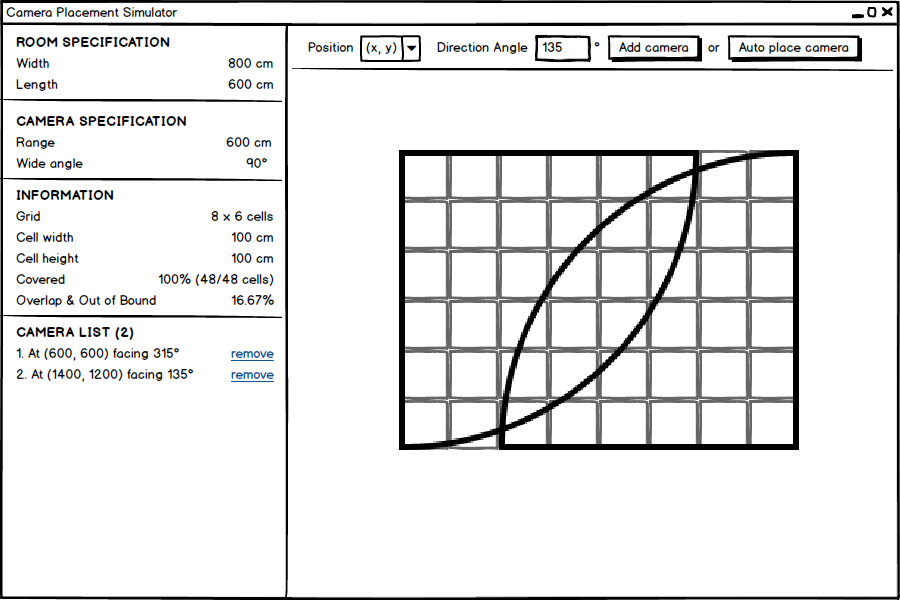 Camera Placement Simulator
ROOM SPECIFICATION
Width 800 cm
Length 600 cm
CAMERA SPECIFICATION
Range 600 cm
Wide angle 90°
INFORMATION
Grid 8 x 6 cells
Cell width 100 cm
Cell height 100 cm
Covered 100% (48/48 cells)
Overlap & Out of Bound 16.67%
CAMERA LIST (2)
1. At (600, 600) facing 315° remove
2. At (1400, 1200) facing 135° remove
Position (x, y) Direction Angle 135 ° Add camera or Auto place camera